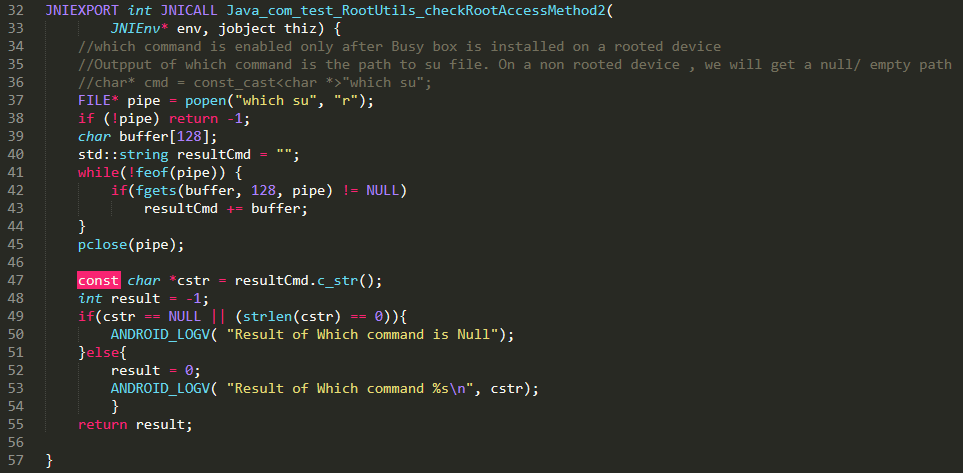 32 JNIEXPORT int JNICALL Java_com_test_RootUtils_checkRootAccessMethod2(
33         JNIEnv* env, jobject thiz) {
34     //which command is enabled only after Busy box is installed on a rooted device
35     //Outpput of which command is the path to su file. On a non rooted device , we will get a null/ empty path
36     //char* cmd = const_cast<char *>"which su";
37     FILE* pipe = popen("which su", "r");
38     if (!pipe) return -1;
39     char buffer[128];
40     std::string resultCmd = "";
41     while(!feof(pipe)) {
42         if(fgets(buffer, 128, pipe) != NULL)
43             resultCmd += buffer;
44     }
45     pclose(pipe);
46
47     const char *cstr = resultCmd.c_str();
48     int result = -1;
49     if(cstr == NULL || (strlen(cstr) == 0)){
50         ANDROID_LOGV( "Result of Which command is Null");
51     }else{
52         result = 0;
53         ANDROID_LOGV( "Result of Which command %s\n", cstr);
54         }
55     return result;
56
57 }